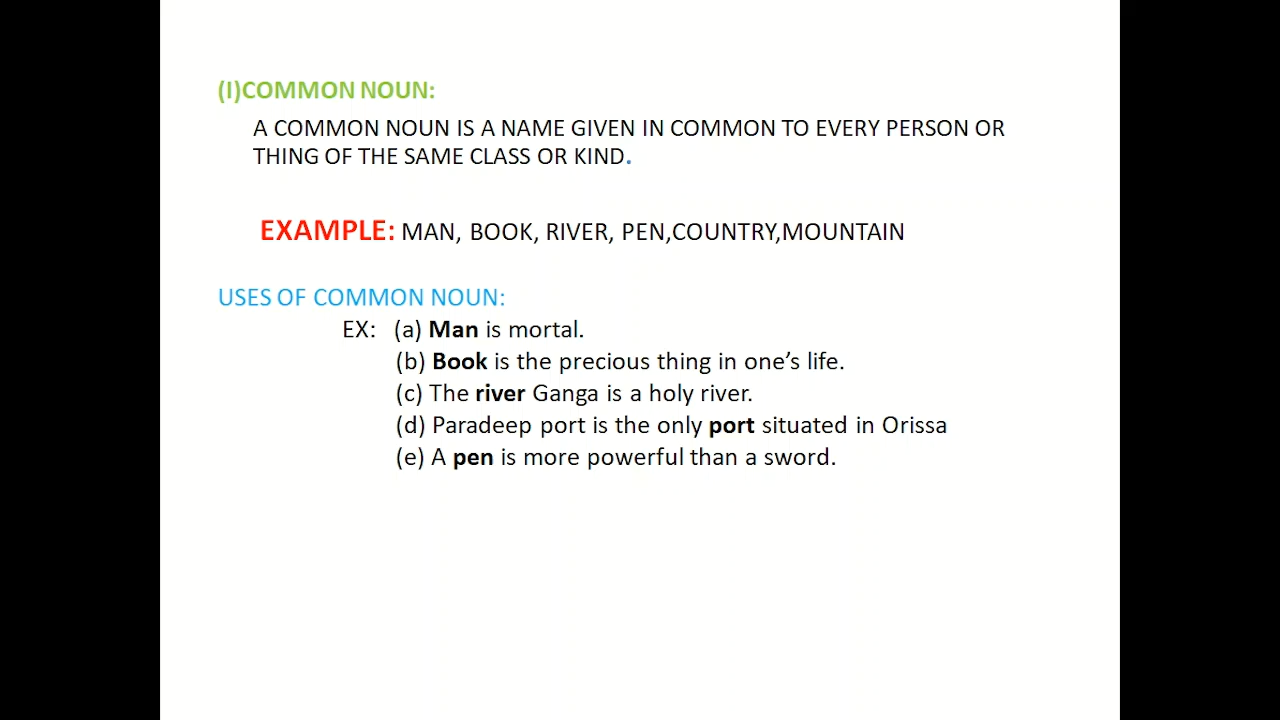 (I)COMMON NOUN:
A COMMON NOUN IS A NAME GIVEN IN COMMON TO EVERY PERSON OR
THING OF THE SAME CLASS OR KIND.
EXAMPLE: MAN, BOOK, RIVER, PEN,COUNTRY,MOUNTAIN
USES OF COMMON NOUN:
EX: (a) Man is mortal.
(b) Book is the precious thing in one’s life.
(c) The river Ganga is a holy river.
(d) Paradeep port is the only port situated in Orissa
(e) A pen is more powerful than a sword.